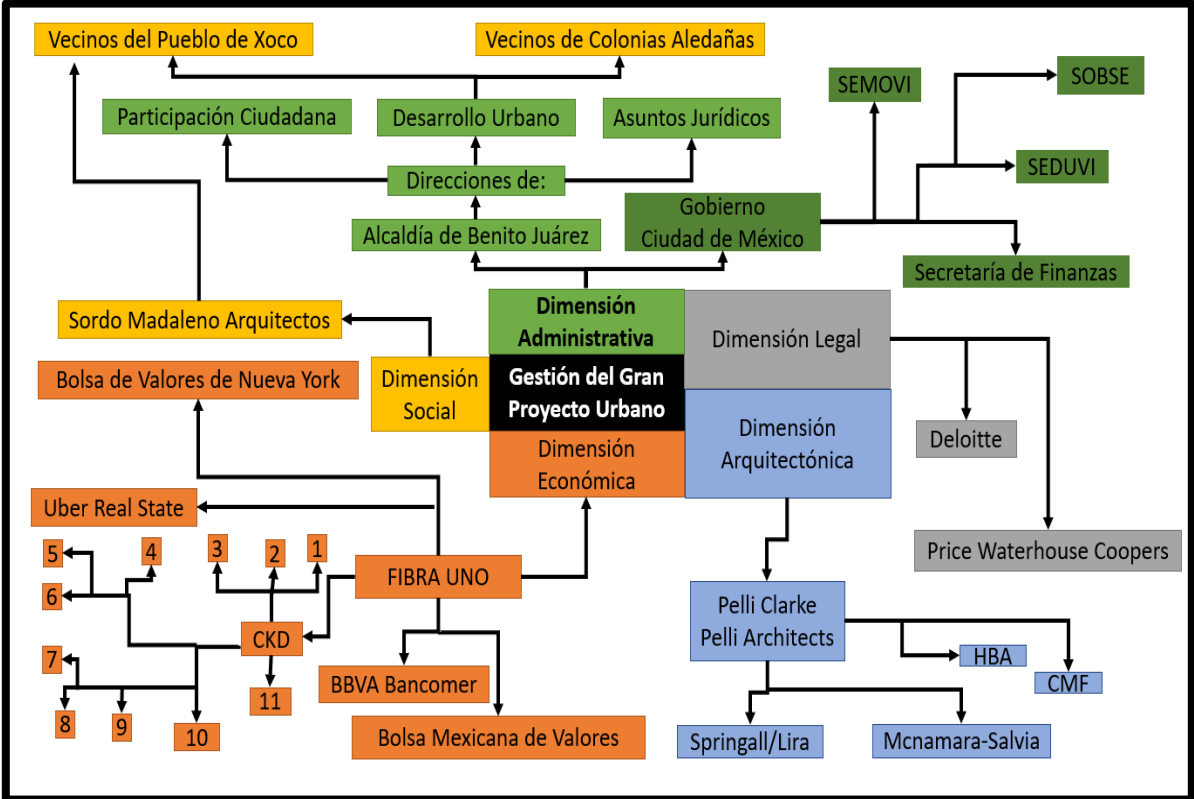 Vecinos del Pueblo de Xoco
Vecinos de Colonias Aledañas
SEMOVI
SOBSE
Participación Ciudadana
Desarrollo Urbano
Asuntos Jurídicos
SEDUVI
Direcciones de:
Gobierno
Ciudad de México
Alcaldía de Benito Juárez
Secretaría de Finanzas
Sordo Madaleno Arquitectos
Dimensión
Administrativa
Dimensión Legal
Bolsa de Valores de Nueva York
Dimensión
Social
Gestión del Gran
Proyecto Urbano
Dimensión
Arquitectónica
Deloitte
Dimensión
Económica
Uber Real State
5
4
3
2
1
Price Waterhouse Coopers
FIBRA UNO
6
Pelli Clarke
Pelli Architects
CKD
7
HBA
CMF
BBVA Bancomer
11
8
9
10
Bolsa Mexicana de Valores
Springall/Lira
Mcnamara-Salvia